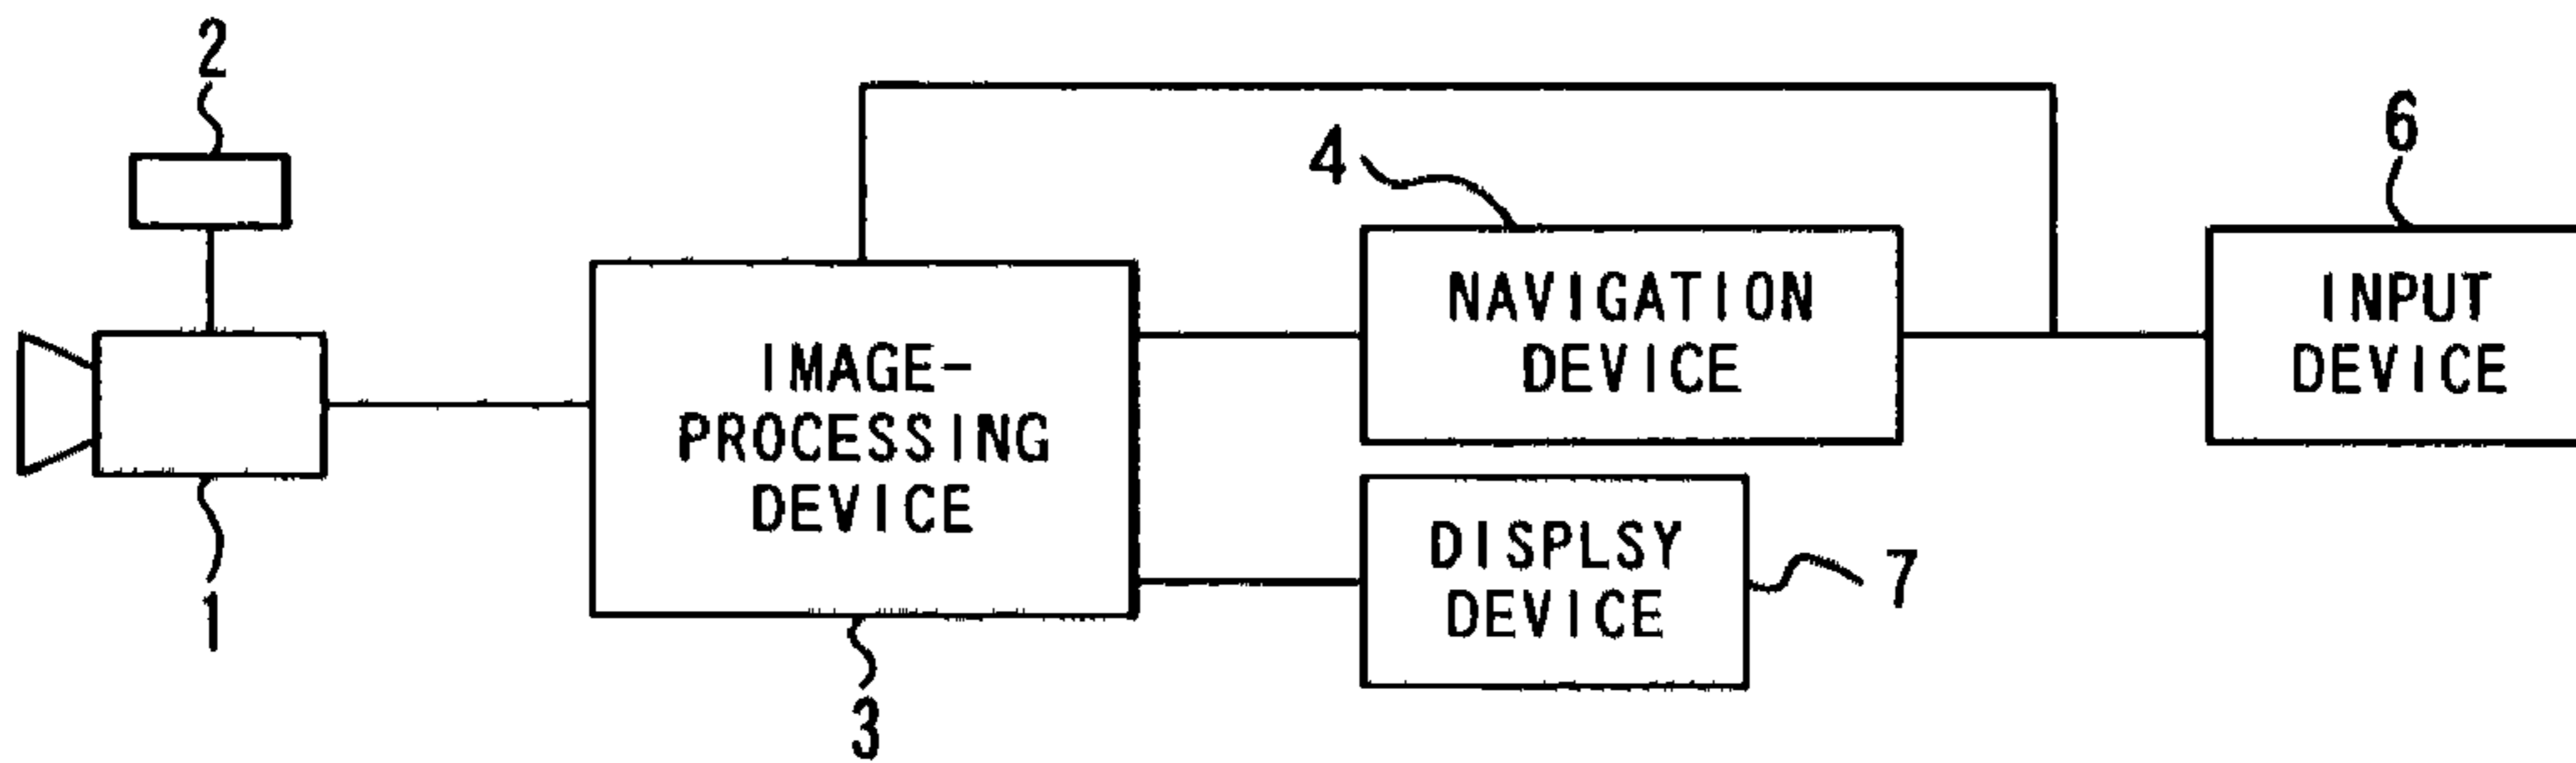 2
4
6
NAVIGATION
DEVICE
INPUT
DEVICE
IMAGE-
PROCESSING
DEVICE
DISPLSY
DEVICE
7
1
3